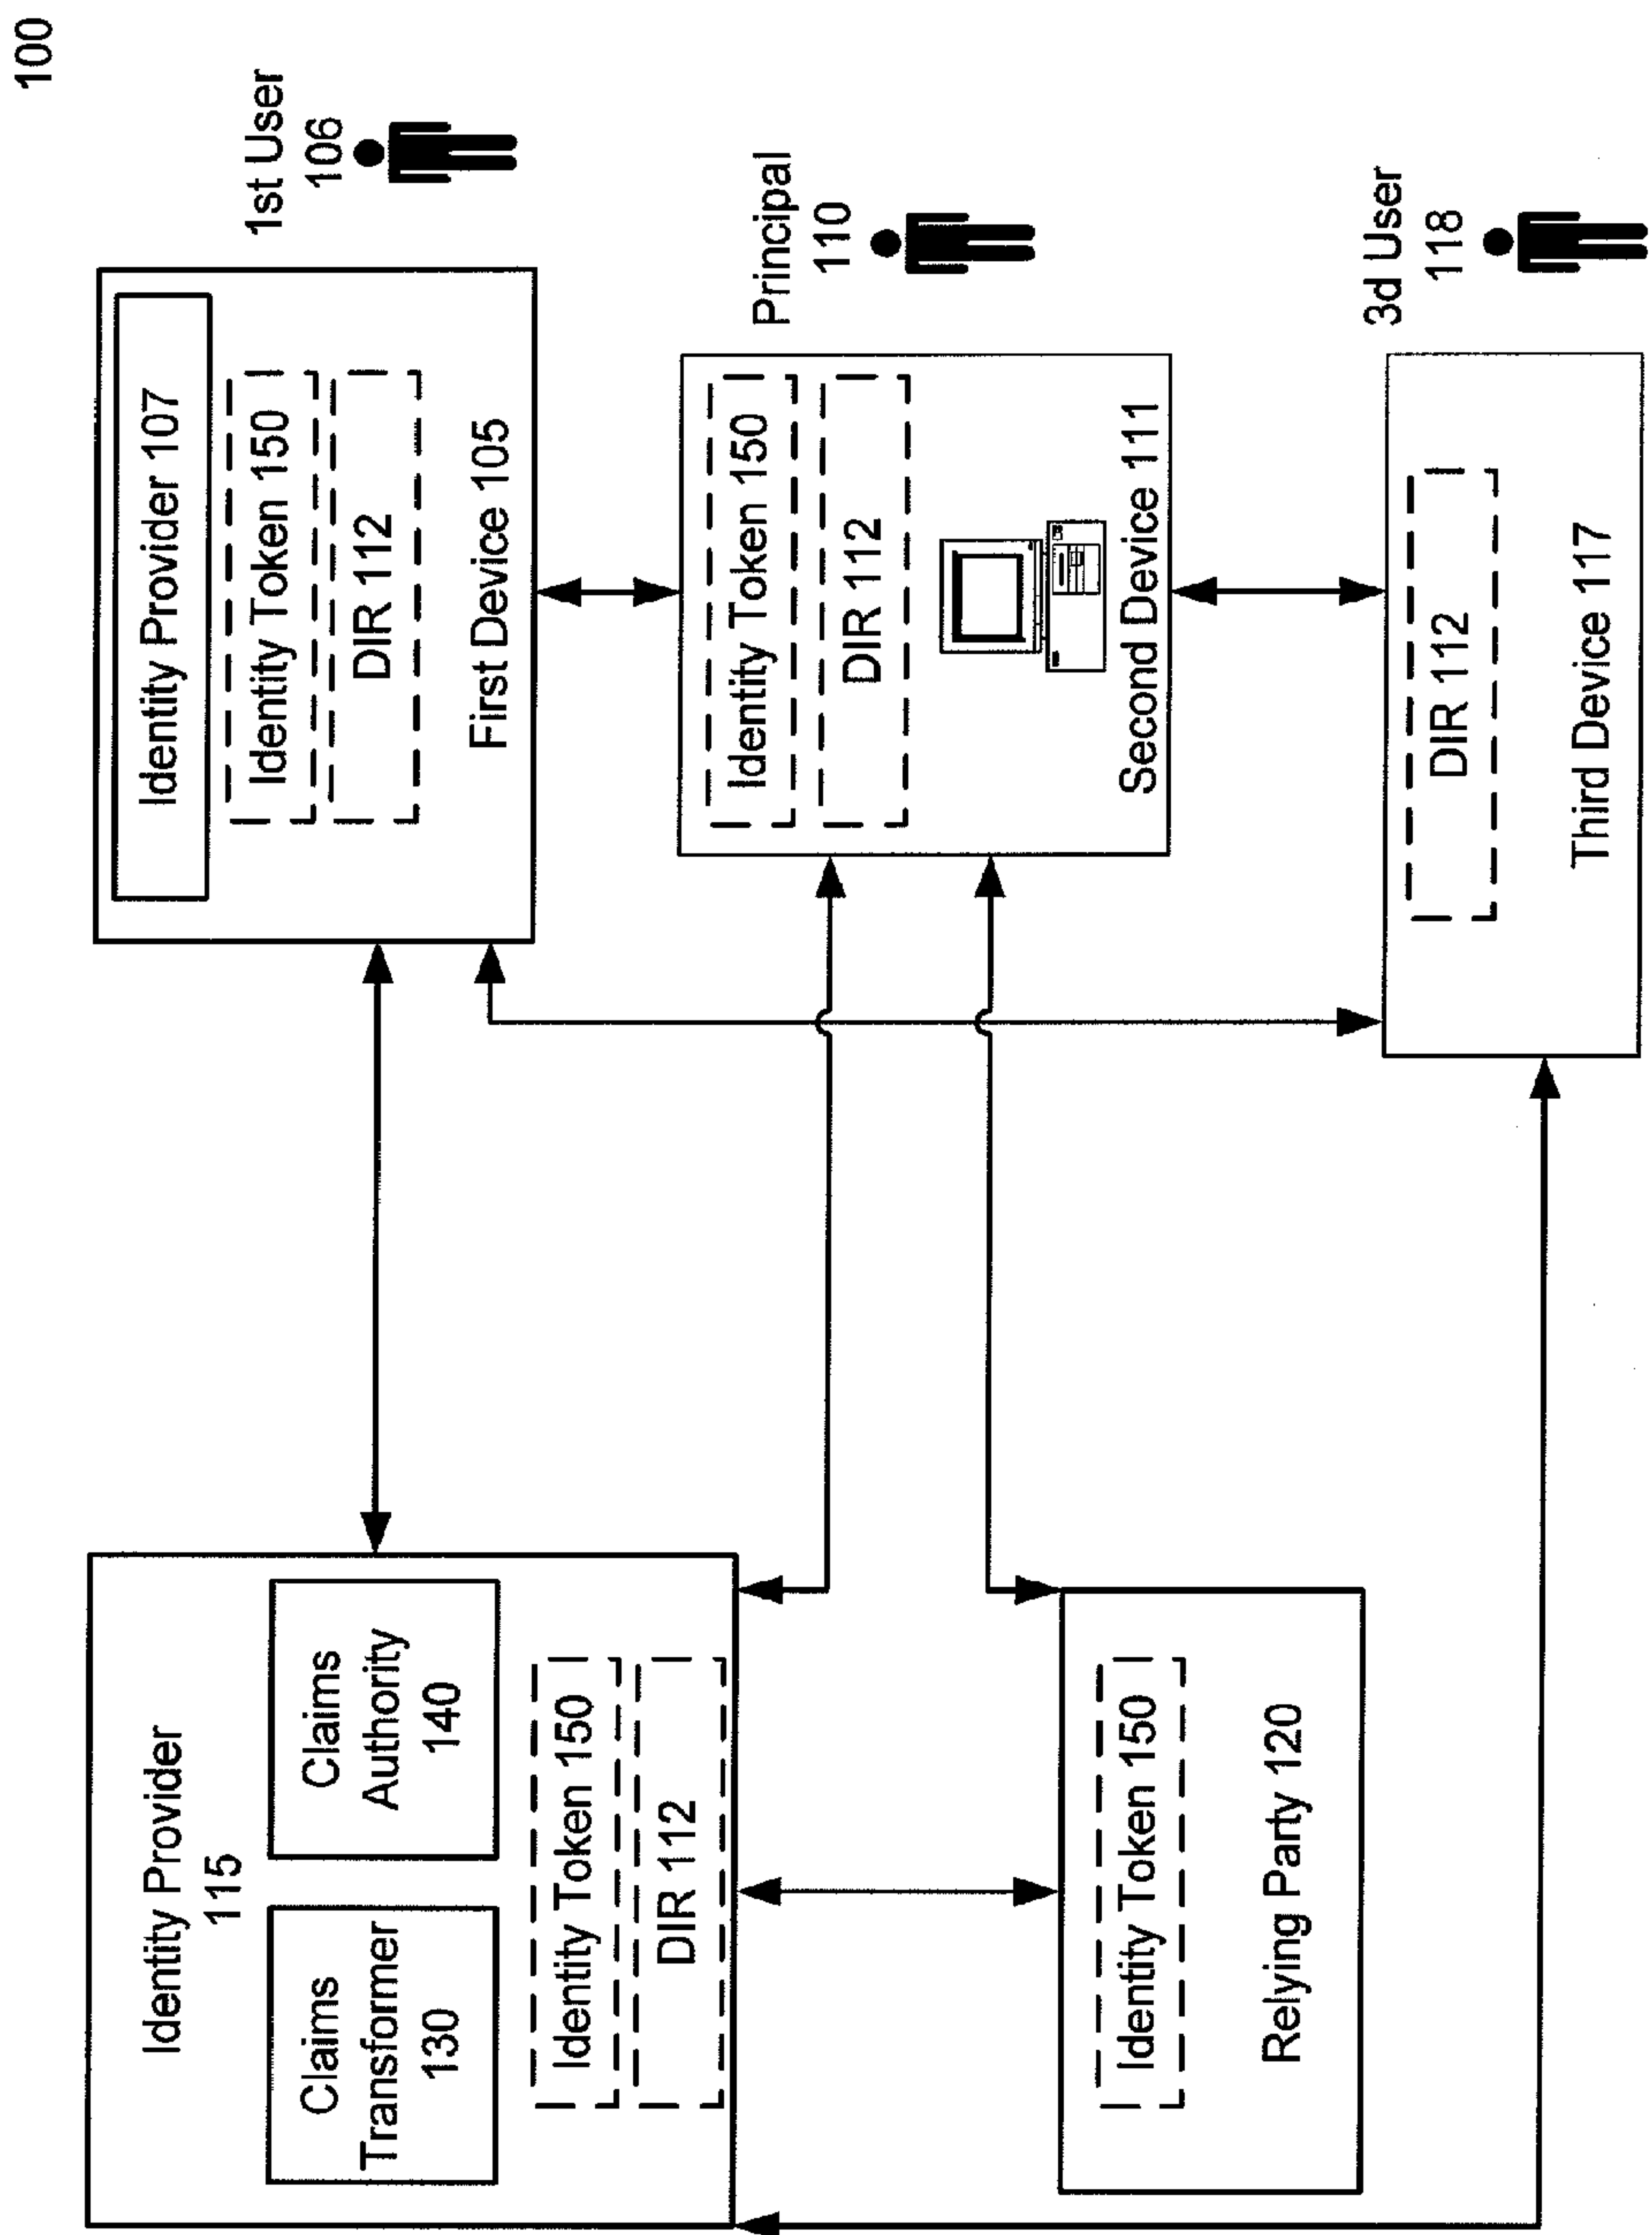 100
Identity Provider
115
Claims
Transformer
130
Claims
Authority
140
Identity Token 150
DIR 112
Identity Provider 107
Identity Token 150
DIR 112
First Device 105
1st User
106
Identity Token 150
DIR 112
Second Device 111
Principal
110
Identity Token 150
Relying Party 120
DIR 112
Third Device 117
3d User
118